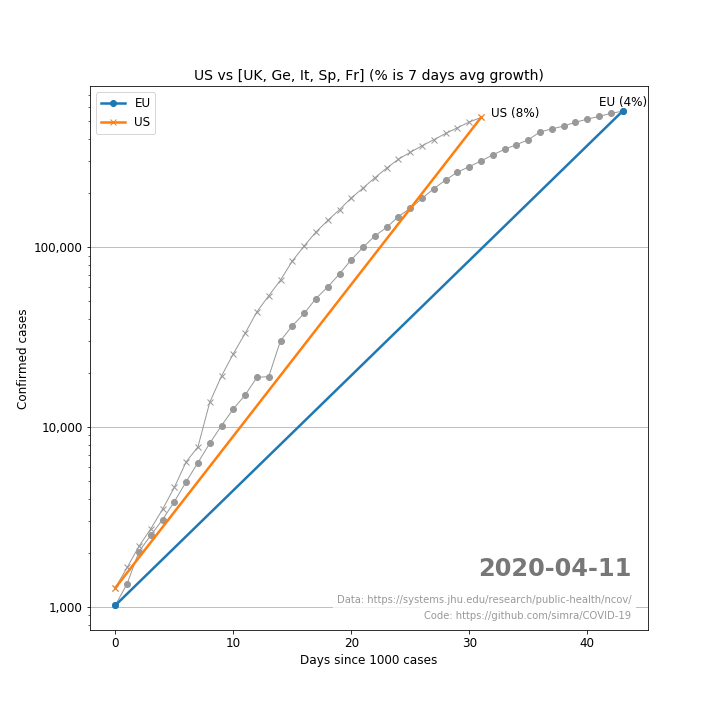 US vs [UK, Ge, It, Sp, Fr] (% is 7 days avg growth)
EU
US
US (8%)
EU (4%)
100,000
10,000
1,000
Confirmed cases
2020-04-11
Data: https://systems.jhu.edu/research/public-health/ncov/
Code: https://github.com/simra/COVID-19
0 10 20 30 40
Days since 1000 cases